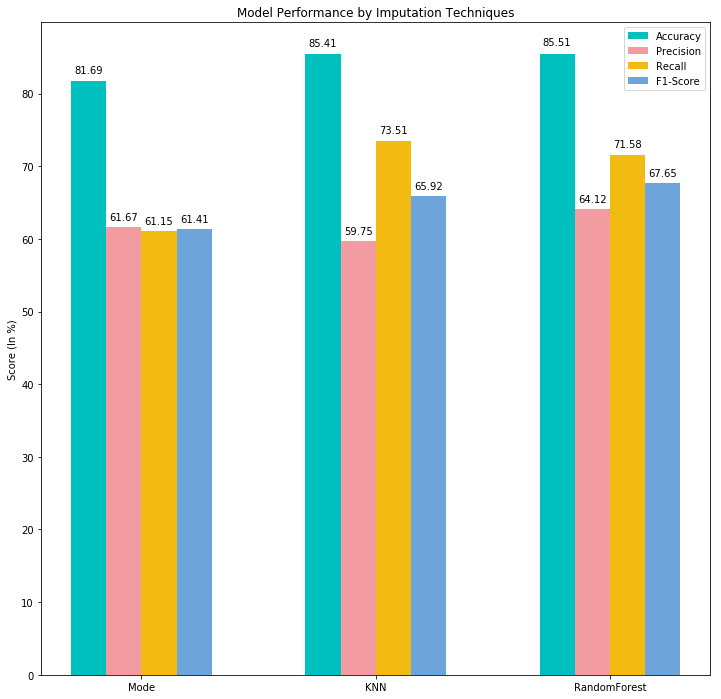 Model Performance by Imputation Techniques
Accuracy
Precision
Recall
F1-Score
Score (In %)
80
70
60
50
40
30
20
10
0
81.69
61.67
61.15
61.41
85.41
59.75
73.51
65.92
85.51
64.12
71.58
67.65
Mode
KNN
RandomForest